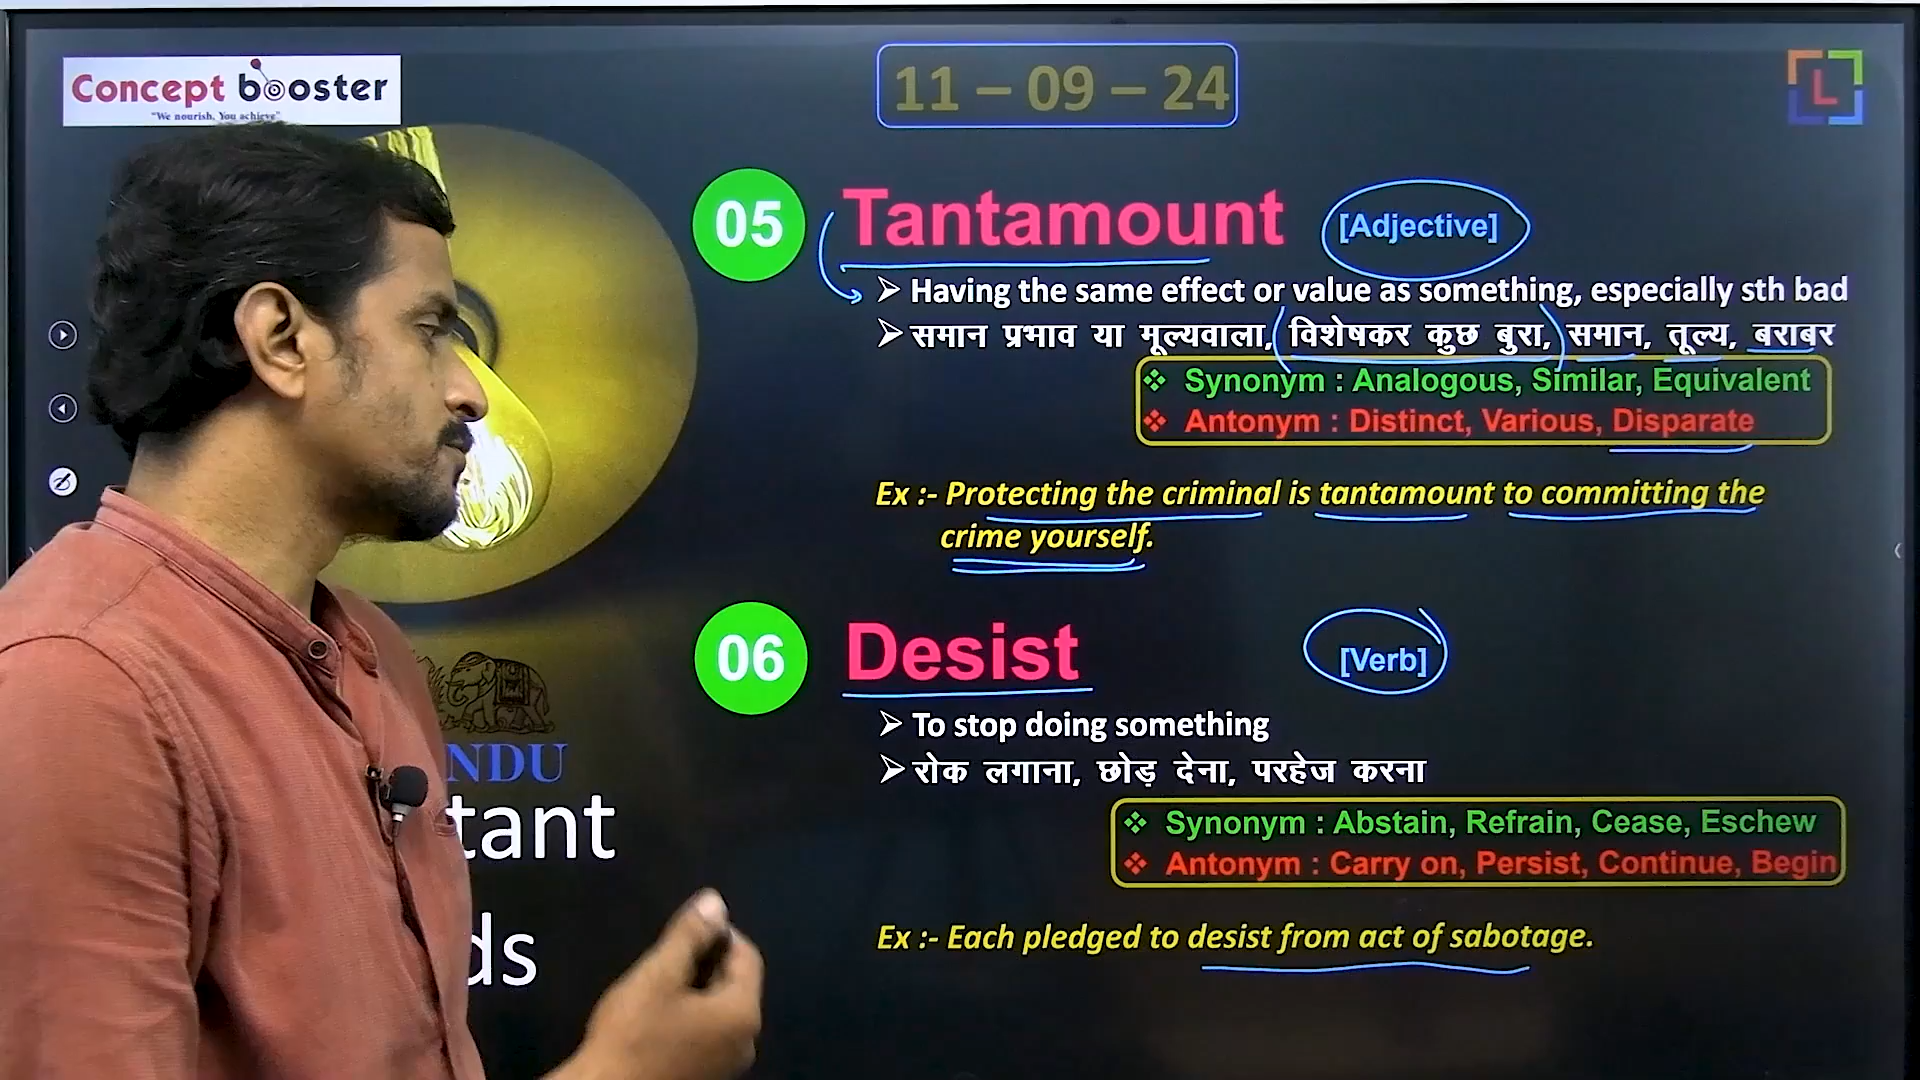 Concept booster
"We nourish, You achieve"
11 – 09 – 24
L
05
Tantamount
[Adjective]
➤ Having the same effect or value as something, especially sth bad
➤ समान प्रभाव या मूल्यवाला, विशेषकर कुछ बुरा, समान, तूल्य, बराबर
❖ Synonym : Analogous, Similar, Equivalent
❖ Antonym : Distinct, Various, Disparate
Ex :- Protecting the criminal is tantamount to committing the
crime yourself.
06
Desist
[Verb]
➤ To stop doing something
➤ रोक लगाना, छोड़ देना, परहेज करना
❖ Synonym : Abstain, Refrain, Cease, Eschew
❖ Antonym : Carry on, Persist, Continue, Begin
Ex :- Each pledged to desist from act of sabotage.
NDU
tant
ds